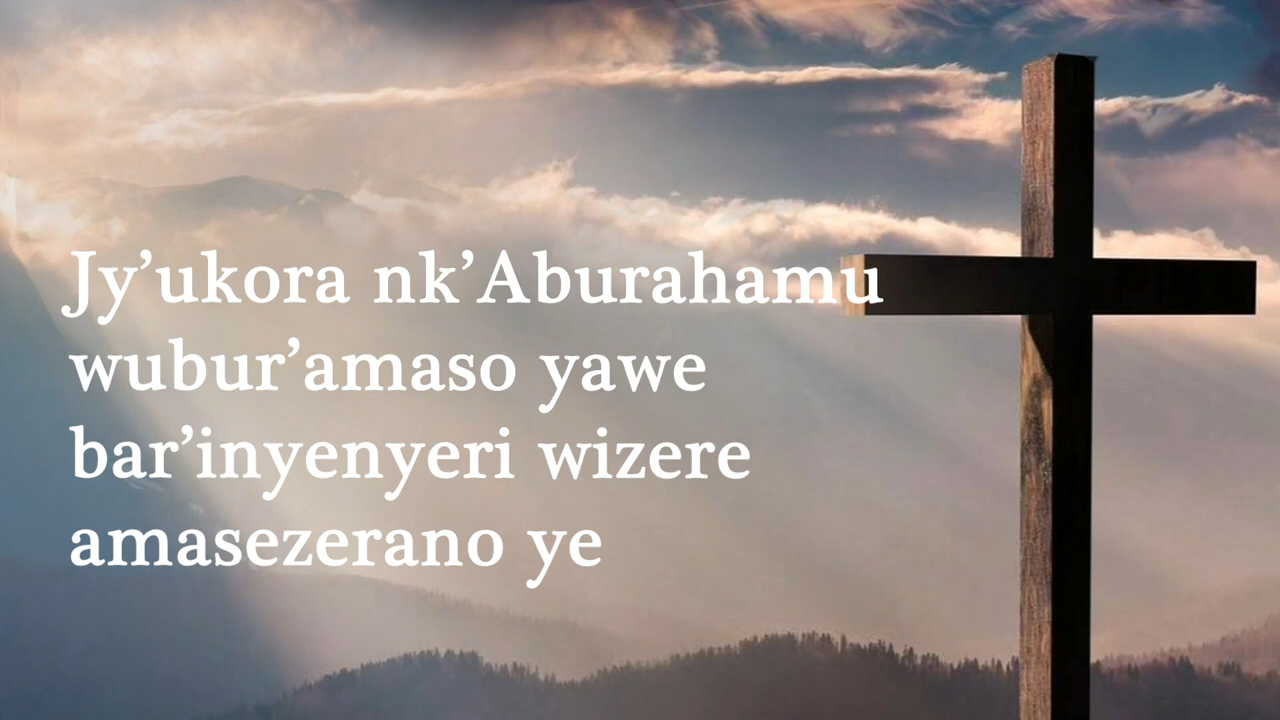 Jy’ukora nk’Aburahamu
wubur’amaso yawe
bar’inyenyeri wizere
amasezerano ye